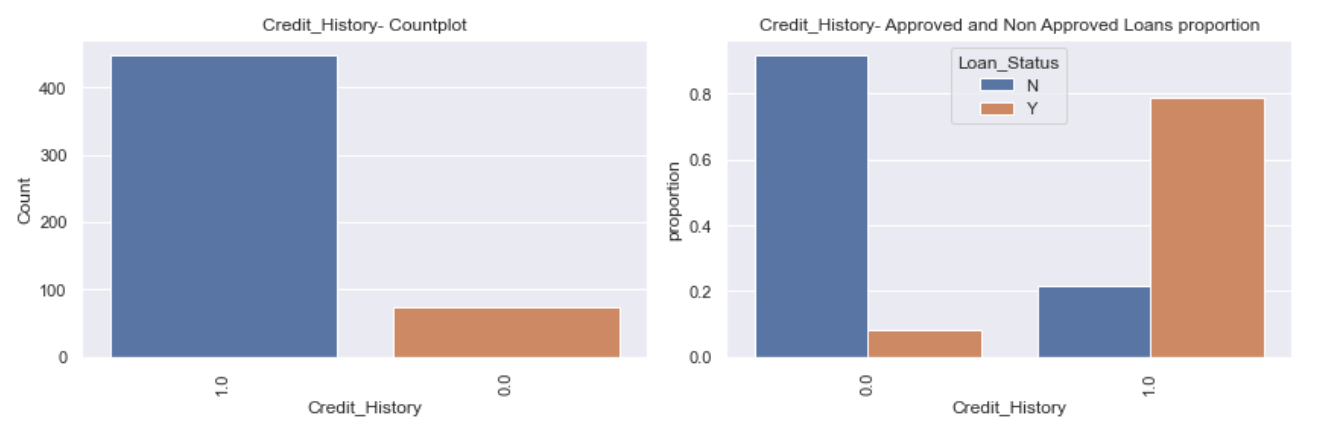 Credit_History- Countplot
400
300
200
100
0
Count
1.0
0.0
Credit_History
Credit_History- Approved and Non Approved Loans proportion
Loan_Status
N
Y
0.8
0.6
0.4
0.2
0.0
proportion
0.0
1.0
Credit_History